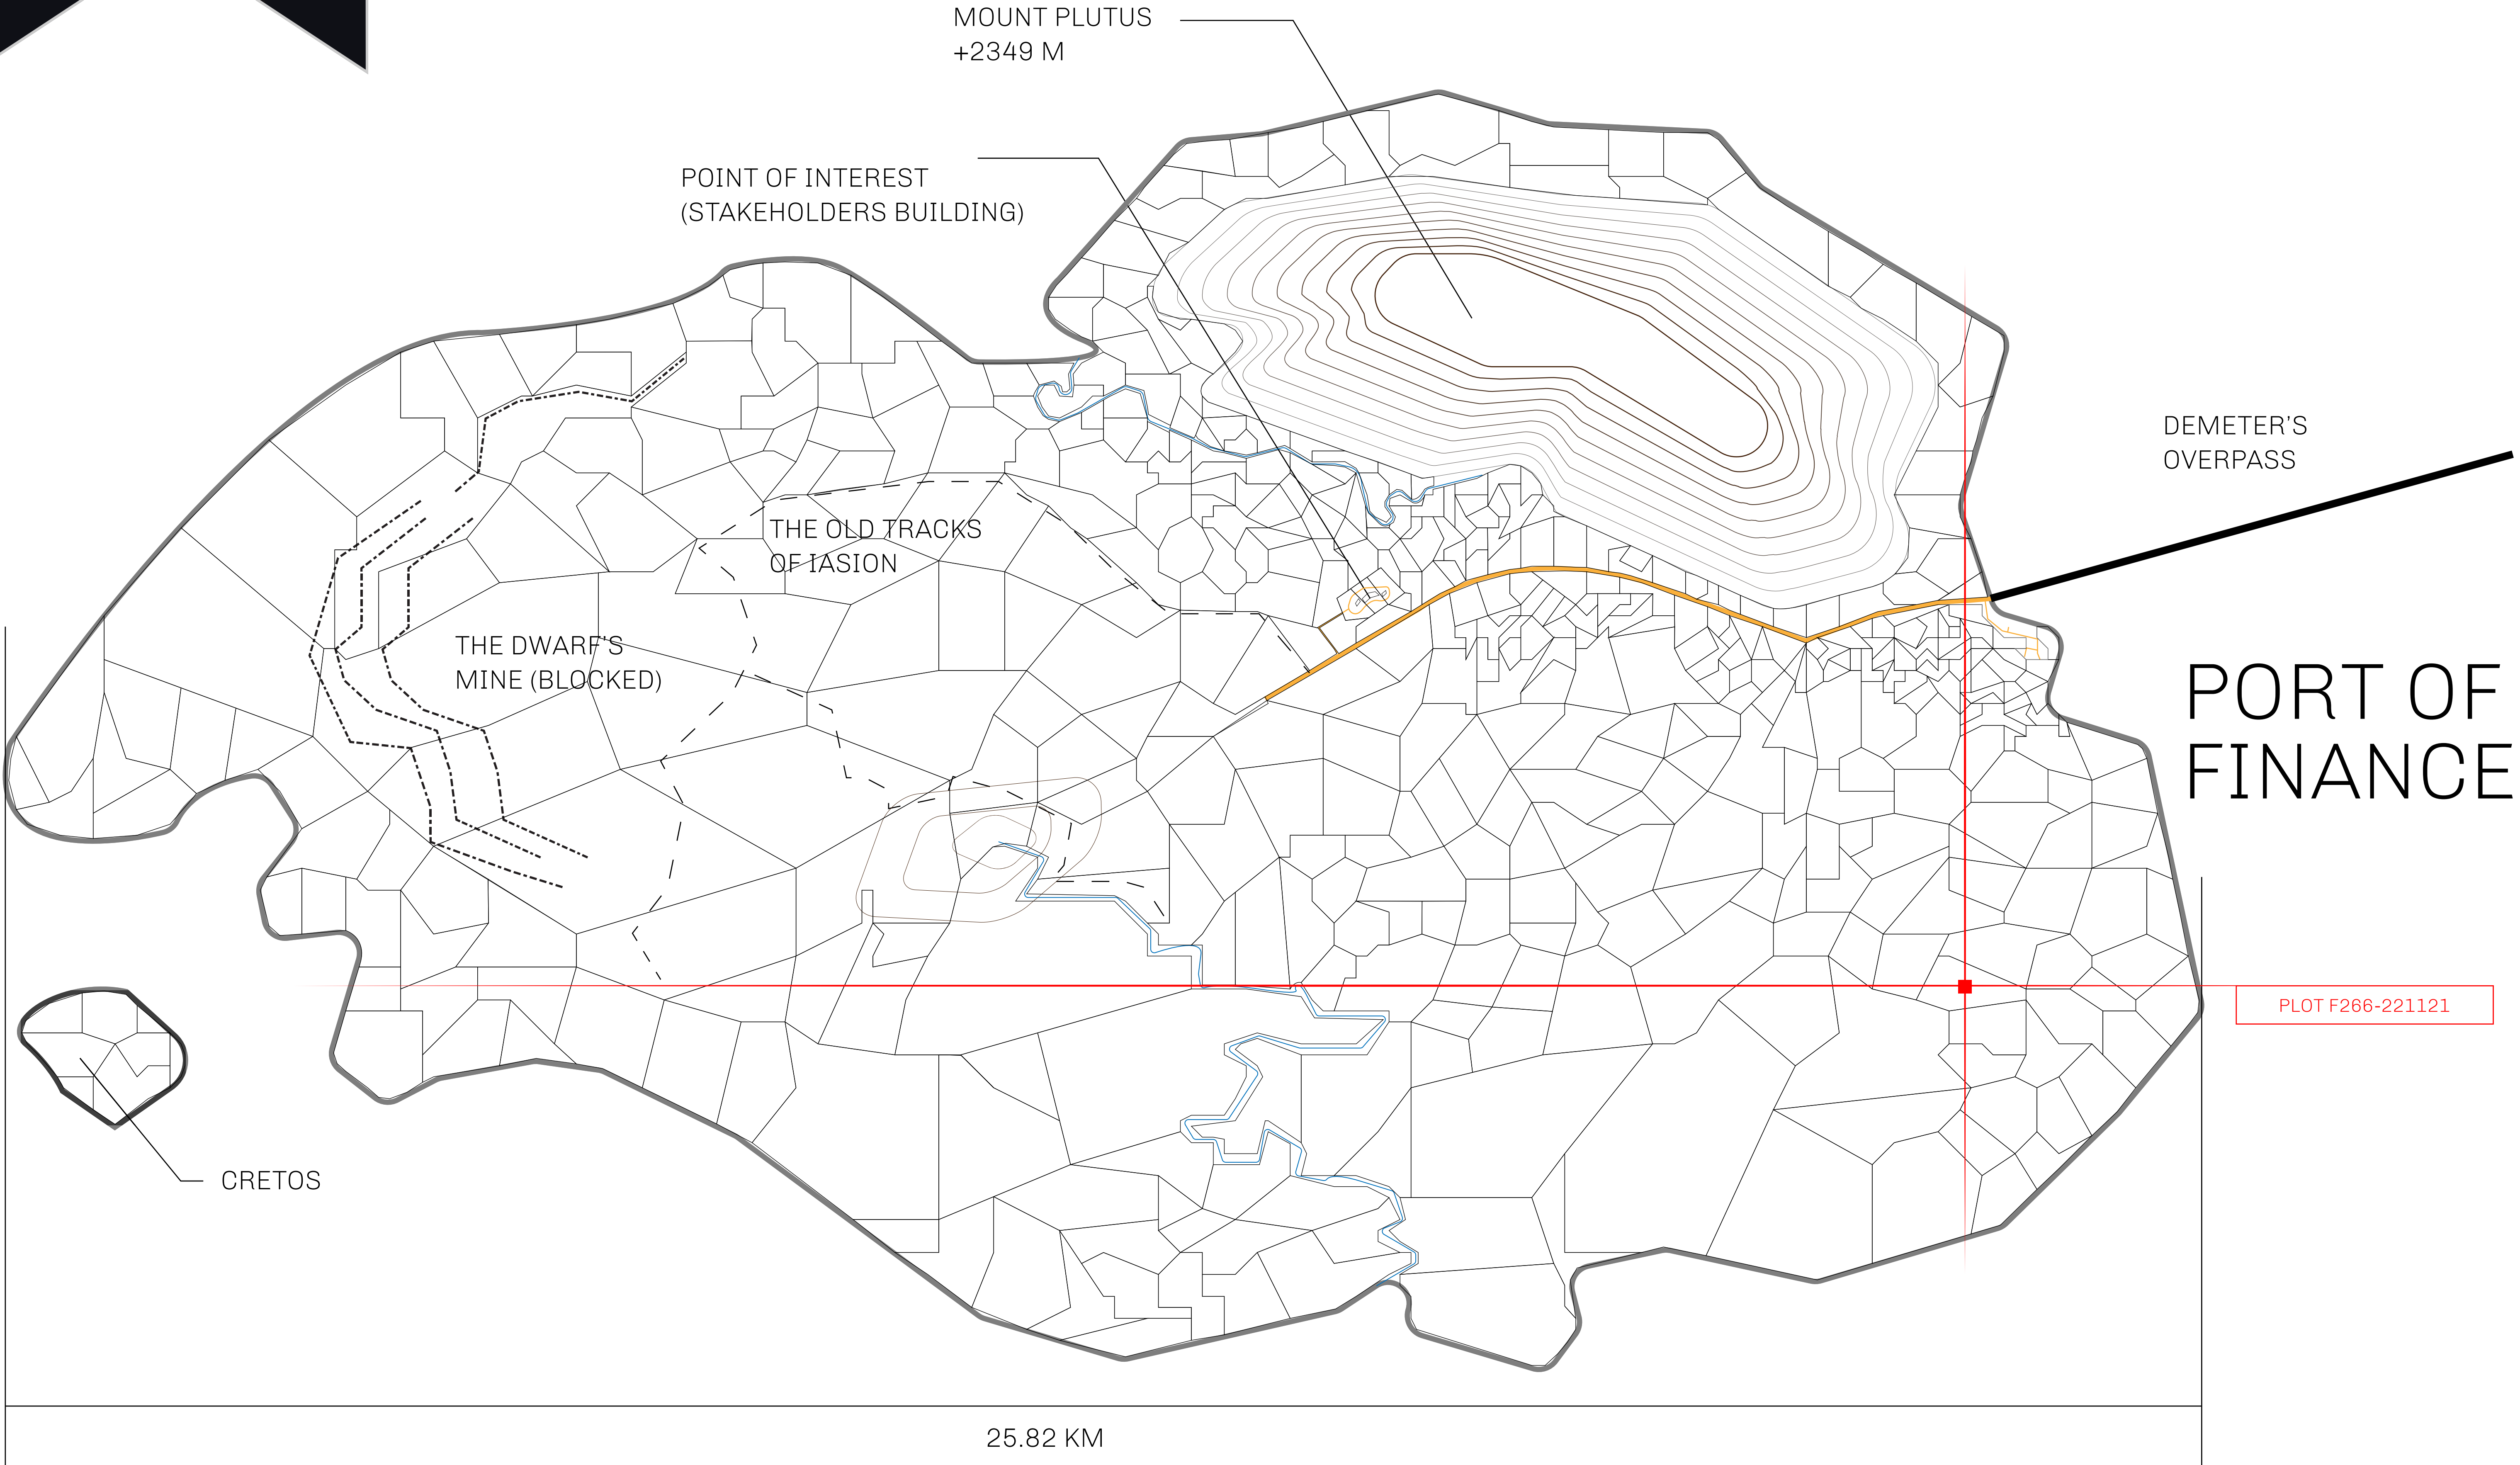 MOUNT PLUTUS
+2349 M
POINT OF INTEREST
(STAKEHOLDERS BUILDING)
DEMETER'S
OVERPASS
THE OLD TRACKS
OF IASION
THE DWARF'S
MINE (BLOCKED)
PORT OF
FINANCE
PLOT F266-221121
CRETOS
25.82 KM